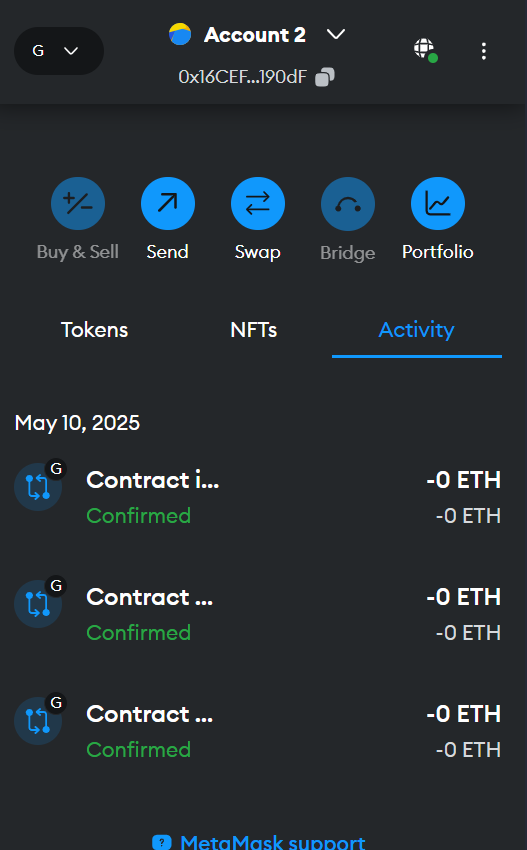 G
Account 2
0x16CEF...190dF
Buy & Sell Send Swap Bridge Portfolio
Tokens NFTs Activity
May 10, 2025
G
Contract i... -0 ETH
Confirmed -0 ETH
G
Contract ... -0 ETH
Confirmed -0 ETH
G
Contract ... -0 ETH
Confirmed -0 ETH
? MetaMask support